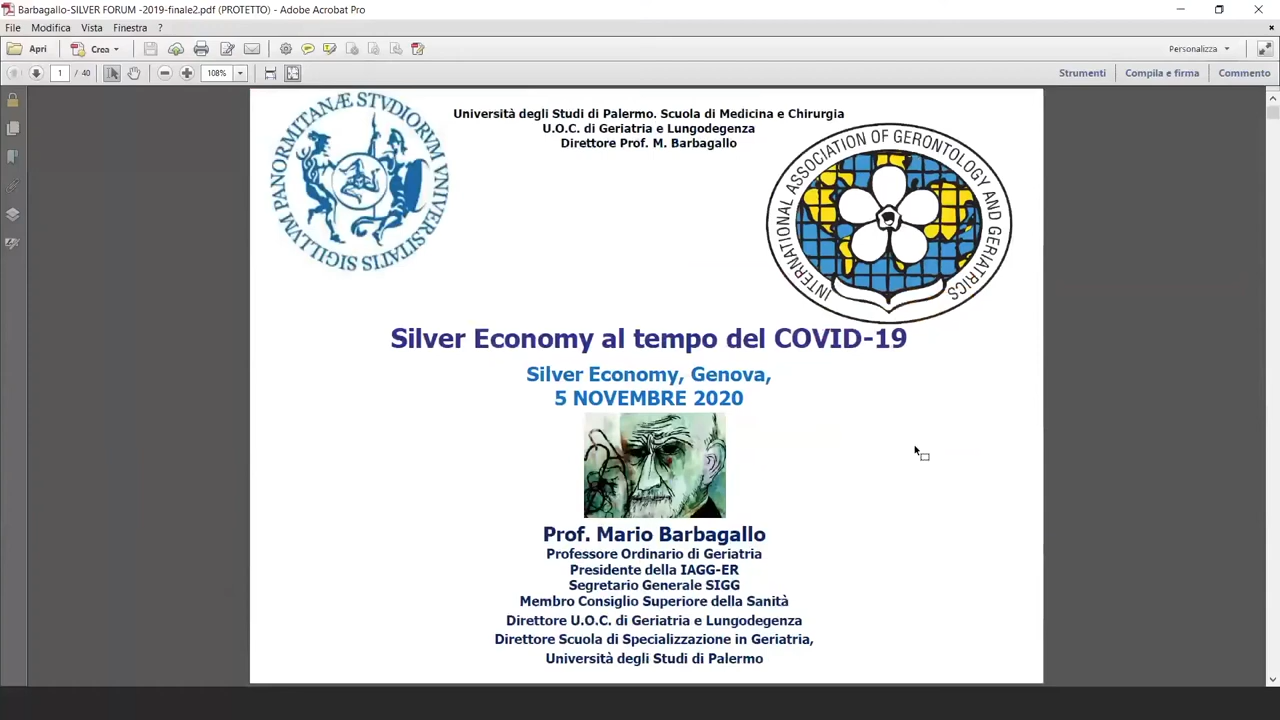 Barbagallo-SILVER FORUM -2019-finale2.pdf (PROTETTO) - Adobe Acrobat Pro
File Modifica Vista Finestra ?
Apri Crea Personalizza
1 / 40 108% Strumenti Compila e firma Commento
SIGILLVM PANORMITANÆ STVDIORVM VNIVERSITATIS
Università degli Studi di Palermo. Scuola di Medicina e Chirurgia
U.O.C. di Geriatria e Lungodegenza
Direttore Prof. M. Barbagallo
INTERNATIONAL ASSOCIATION OF GERONTOLOGY AND GERIATRICS
Silver Economy al tempo del COVID-19
Silver Economy, Genova,
5 NOVEMBRE 2020
Prof. Mario Barbagallo
Professore Ordinario di Geriatria
Presidente della IAGG-ER
Segretario Generale SIGG
Membro Consiglio Superiore della Sanità
Direttore U.O.C. di Geriatria e Lungodegenza
Direttore Scuola di Specializzazione in Geriatria,
Università degli Studi di Palermo